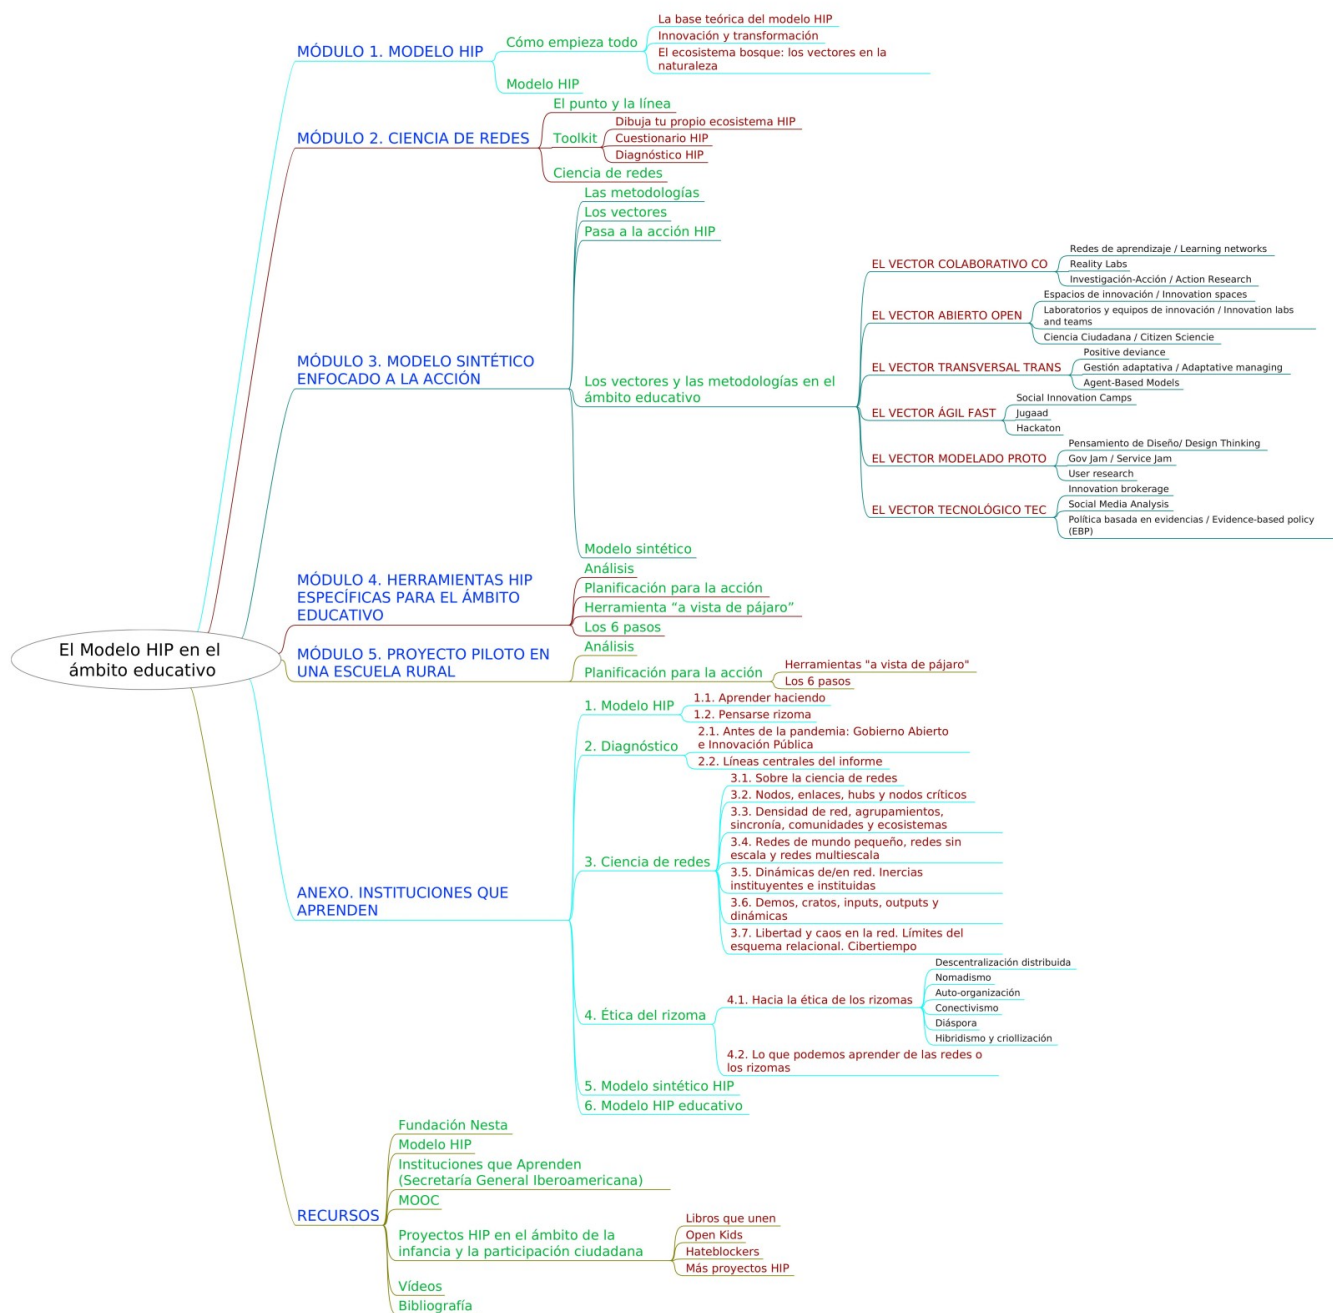 El Modelo HIP en el
ámbito educativo
MÓDULO 1. MODELO HIP
Cómo empieza todo
La base teórica del modelo HIP
Innovación y transformación
El ecosistema bosque: los vectores en la
naturaleza
Modelo HIP
MÓDULO 2. CIENCIA DE REDES
El punto y la línea
Toolkit
Dibuja tu propio ecosistema HIP
Cuestionario HIP
Diagnóstico HIP
Ciencia de redes
MÓDULO 3. MODELO SINTÉTICO
ENFOCADO A LA ACCIÓN
Las metodologías
Los vectores
Pasa a la acción HIP
Los vectores y las metodologías en el
ámbito educativo
EL VECTOR COLABORATIVO CO
Redes de aprendizaje / Learning networks
Reality Labs
Investigación-Acción / Action Research
EL VECTOR ABIERTO OPEN
Espacios de innovación / Innovation spaces
Laboratorios y equipos de innovación / Innovation labs
and teams
Ciencia Ciudadana / Citizen Sciencie
EL VECTOR TRANSVERSAL TRANS
Positive deviance
Gestión adaptativa / Adaptative managing
Agent-Based Models
EL VECTOR ÁGIL FAST
Social Innovation Camps
Jugaad
Hackaton
EL VECTOR MODELADO PROTO
Pensamiento de Diseño/ Design Thinking
Gov Jam / Service Jam
User research
EL VECTOR TECNOLÓGICO TEC
Innovation brokerage
Social Media Analysis
Política basada en evidencias / Evidence-based policy
(EBP)
Modelo sintético
MÓDULO 4. HERRAMIENTAS HIP
ESPECÍFICAS PARA EL ÁMBITO
EDUCATIVO
Análisis
Planificación para la acción
Herramienta “a vista de pájaro”
Los 6 pasos
MÓDULO 5. PROYECTO PILOTO EN
UNA ESCUELA RURAL
Análisis
Planificación para la acción
Herramientas "a vista de pájaro"
Los 6 pasos
ANEXO. INSTITUCIONES QUE
APRENDEN
1. Modelo HIP
1.1. Aprender haciendo
1.2. Pensarse rizoma
2. Diagnóstico
2.1. Antes de la pandemia: Gobierno Abierto
e Innovación Pública
2.2. Líneas centrales del informe
3. Ciencia de redes
3.1. Sobre la ciencia de redes
3.2. Nodos, enlaces, hubs y nodos críticos
3.3. Densidad de red, agrupamientos,
sincronía, comunidades y ecosistemas
3.4. Redes de mundo pequeño, redes sin
escala y redes multiescala
3.5. Dinámicas de/en red. Inercias
instituyentes e instituidas
3.6. Demos, cratos, inputs, outputs y
dinámicas
3.7. Libertad y caos en la red. Límites del
esquema relacional. Cibertiempo
4. Ética del rizoma
4.1. Hacia la ética de los rizomas
Descentralización distribuida
Nomadismo
Auto-organización
Conectivismo
Diáspora
Hibridismo y criollización
4.2. Lo que podemos aprender de las redes o
los rizomas
5. Modelo sintético HIP
6. Modelo HIP educativo
RECURSOS
Fundación Nesta
Modelo HIP
Instituciones que Aprenden
(Secretaría General Iberoamericana)
MOOC
Proyectos HIP en el ámbito de la
infancia y la participación ciudadana
Libros que unen
Open Kids
Hateblockers
Más proyectos HIP
Vídeos
Bibliografía